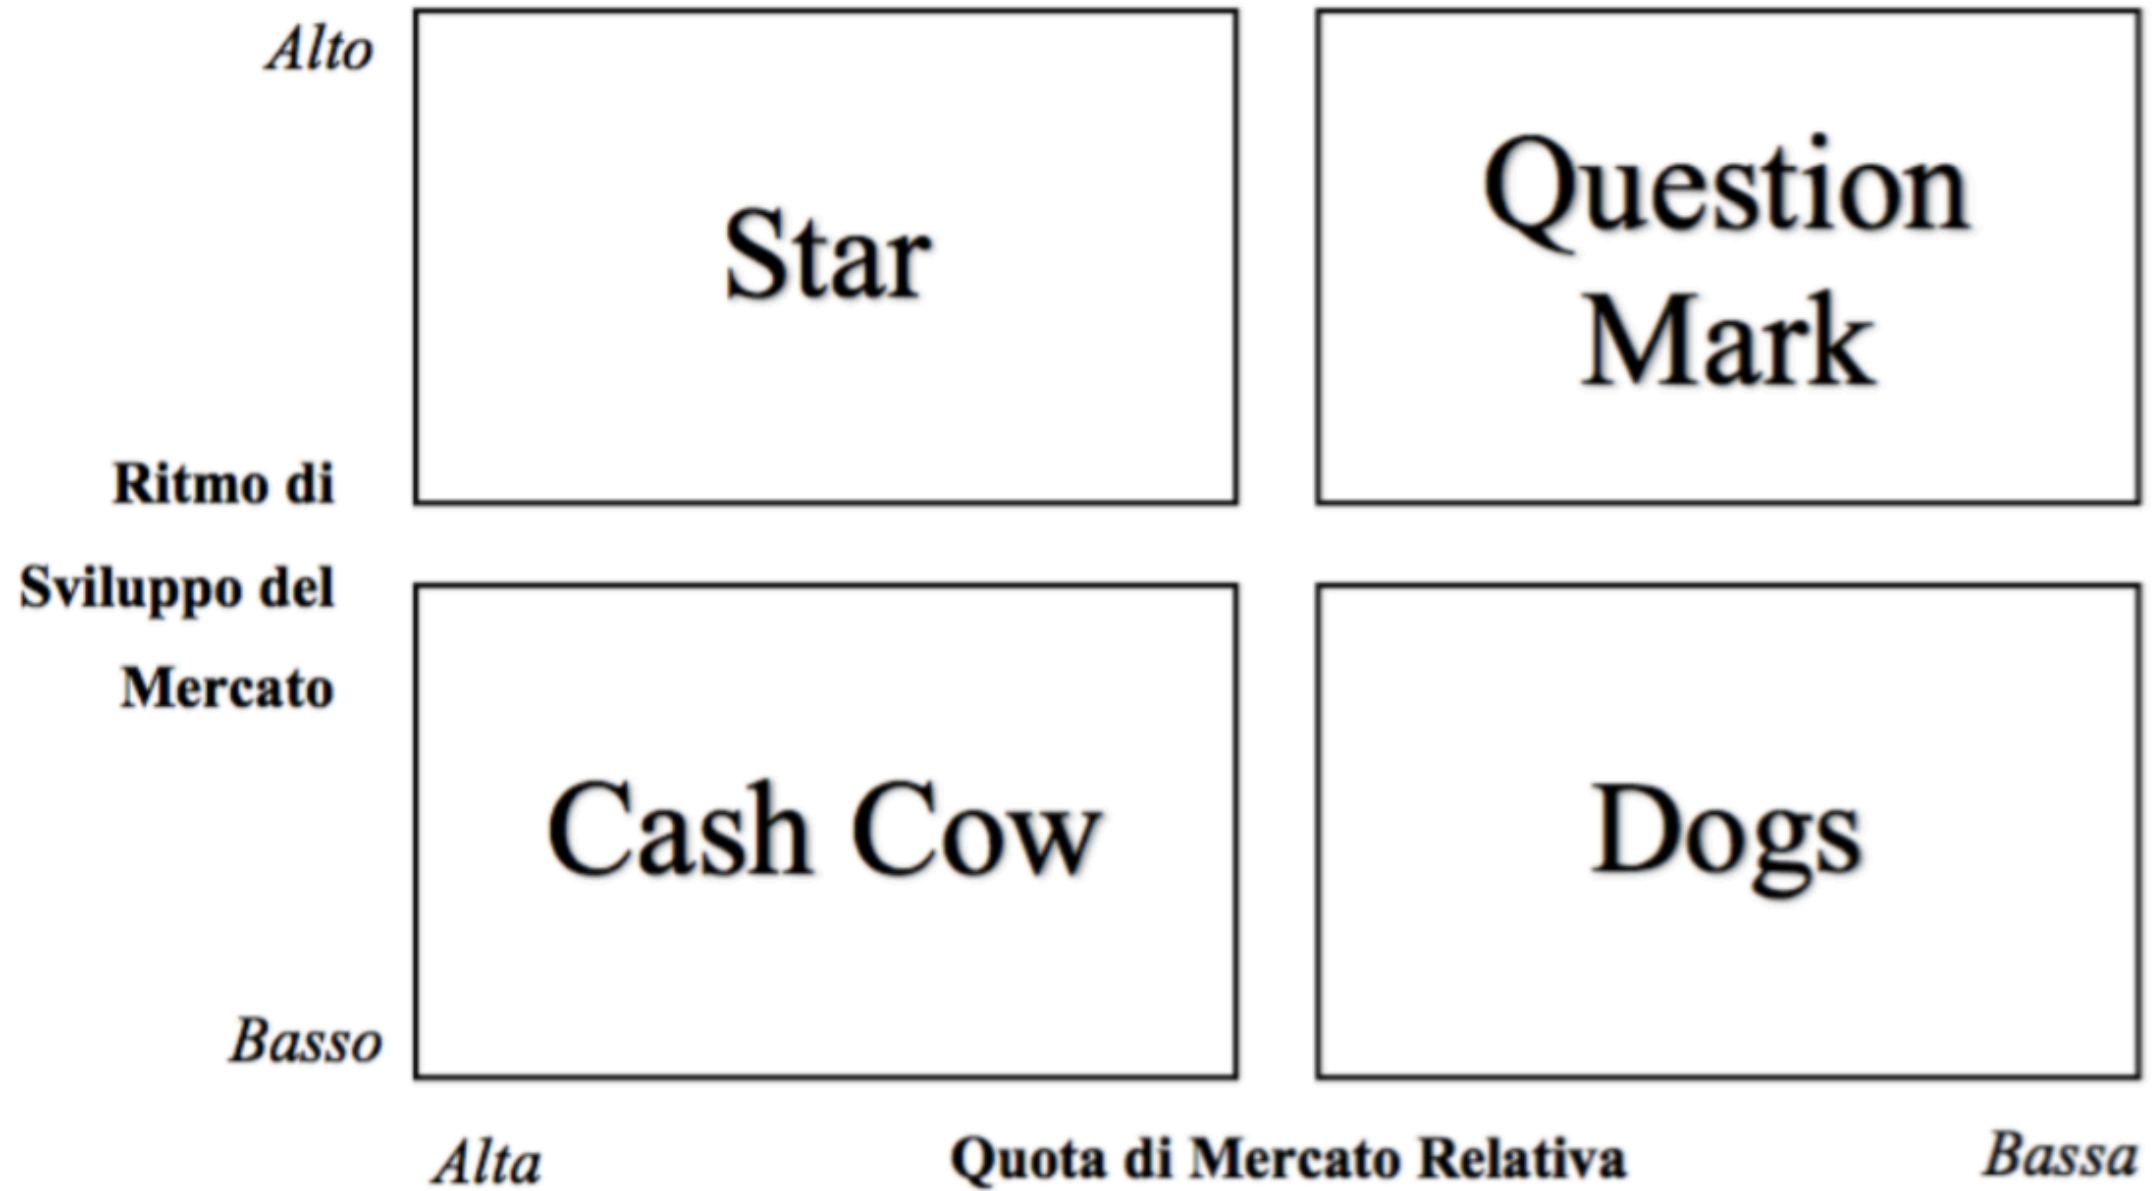 Alto
Star
Question
Mark
Ritmo di
Sviluppo del
Mercato
Cash Cow
Dogs
Basso
Alta
Quota di Mercato Relativa
Bassa